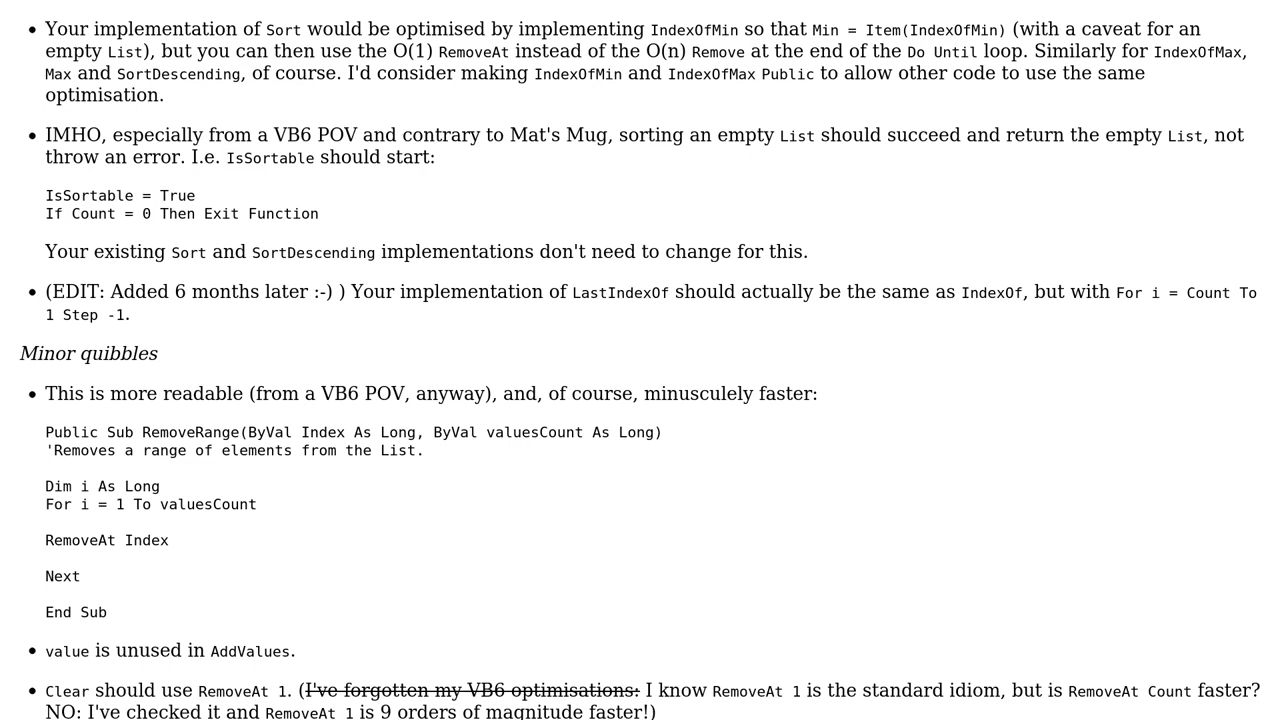 • Your implementation of Sort would be optimised by implementing IndexOfMin so that Min = Item(IndexOfMin) (with a caveat for an
empty List), but you can then use the O(1) RemoveAt instead of the O(n) Remove at the end of the Do Until loop. Similarly for IndexOfMax,
Max and SortDescending, of course. I'd consider making IndexOfMin and IndexOfMax Public to allow other code to use the same
optimisation.
• IMHO, especially from a VB6 POV and contrary to Mat's Mug, sorting an empty List should succeed and return the empty List, not
throw an error. I.e. IsSortable should start:
IsSortable = True
If Count = 0 Then Exit Function
Your existing Sort and SortDescending implementations don't need to change for this.
• (EDIT: Added 6 months later :-) ) Your implementation of LastIndexOf should actually be the same as IndexOf, but with For i = Count To
1 Step -1.
Minor quibbles
• This is more readable (from a VB6 POV, anyway), and, of course, minusculely faster:
Public Sub RemoveRange(ByVal Index As Long, ByVal valuesCount As Long)
'Removes a range of elements from the List.
Dim i As Long
For i = 1 To valuesCount
RemoveAt Index
Next
End Sub
• value is unused in AddValues.
• Clear should use RemoveAt 1. (I've forgotten my VB6 optimisations: I know RemoveAt 1 is the standard idiom, but is RemoveAt Count faster?
NO: I've checked it and RemoveAt 1 is 9 orders of magnitude faster!)